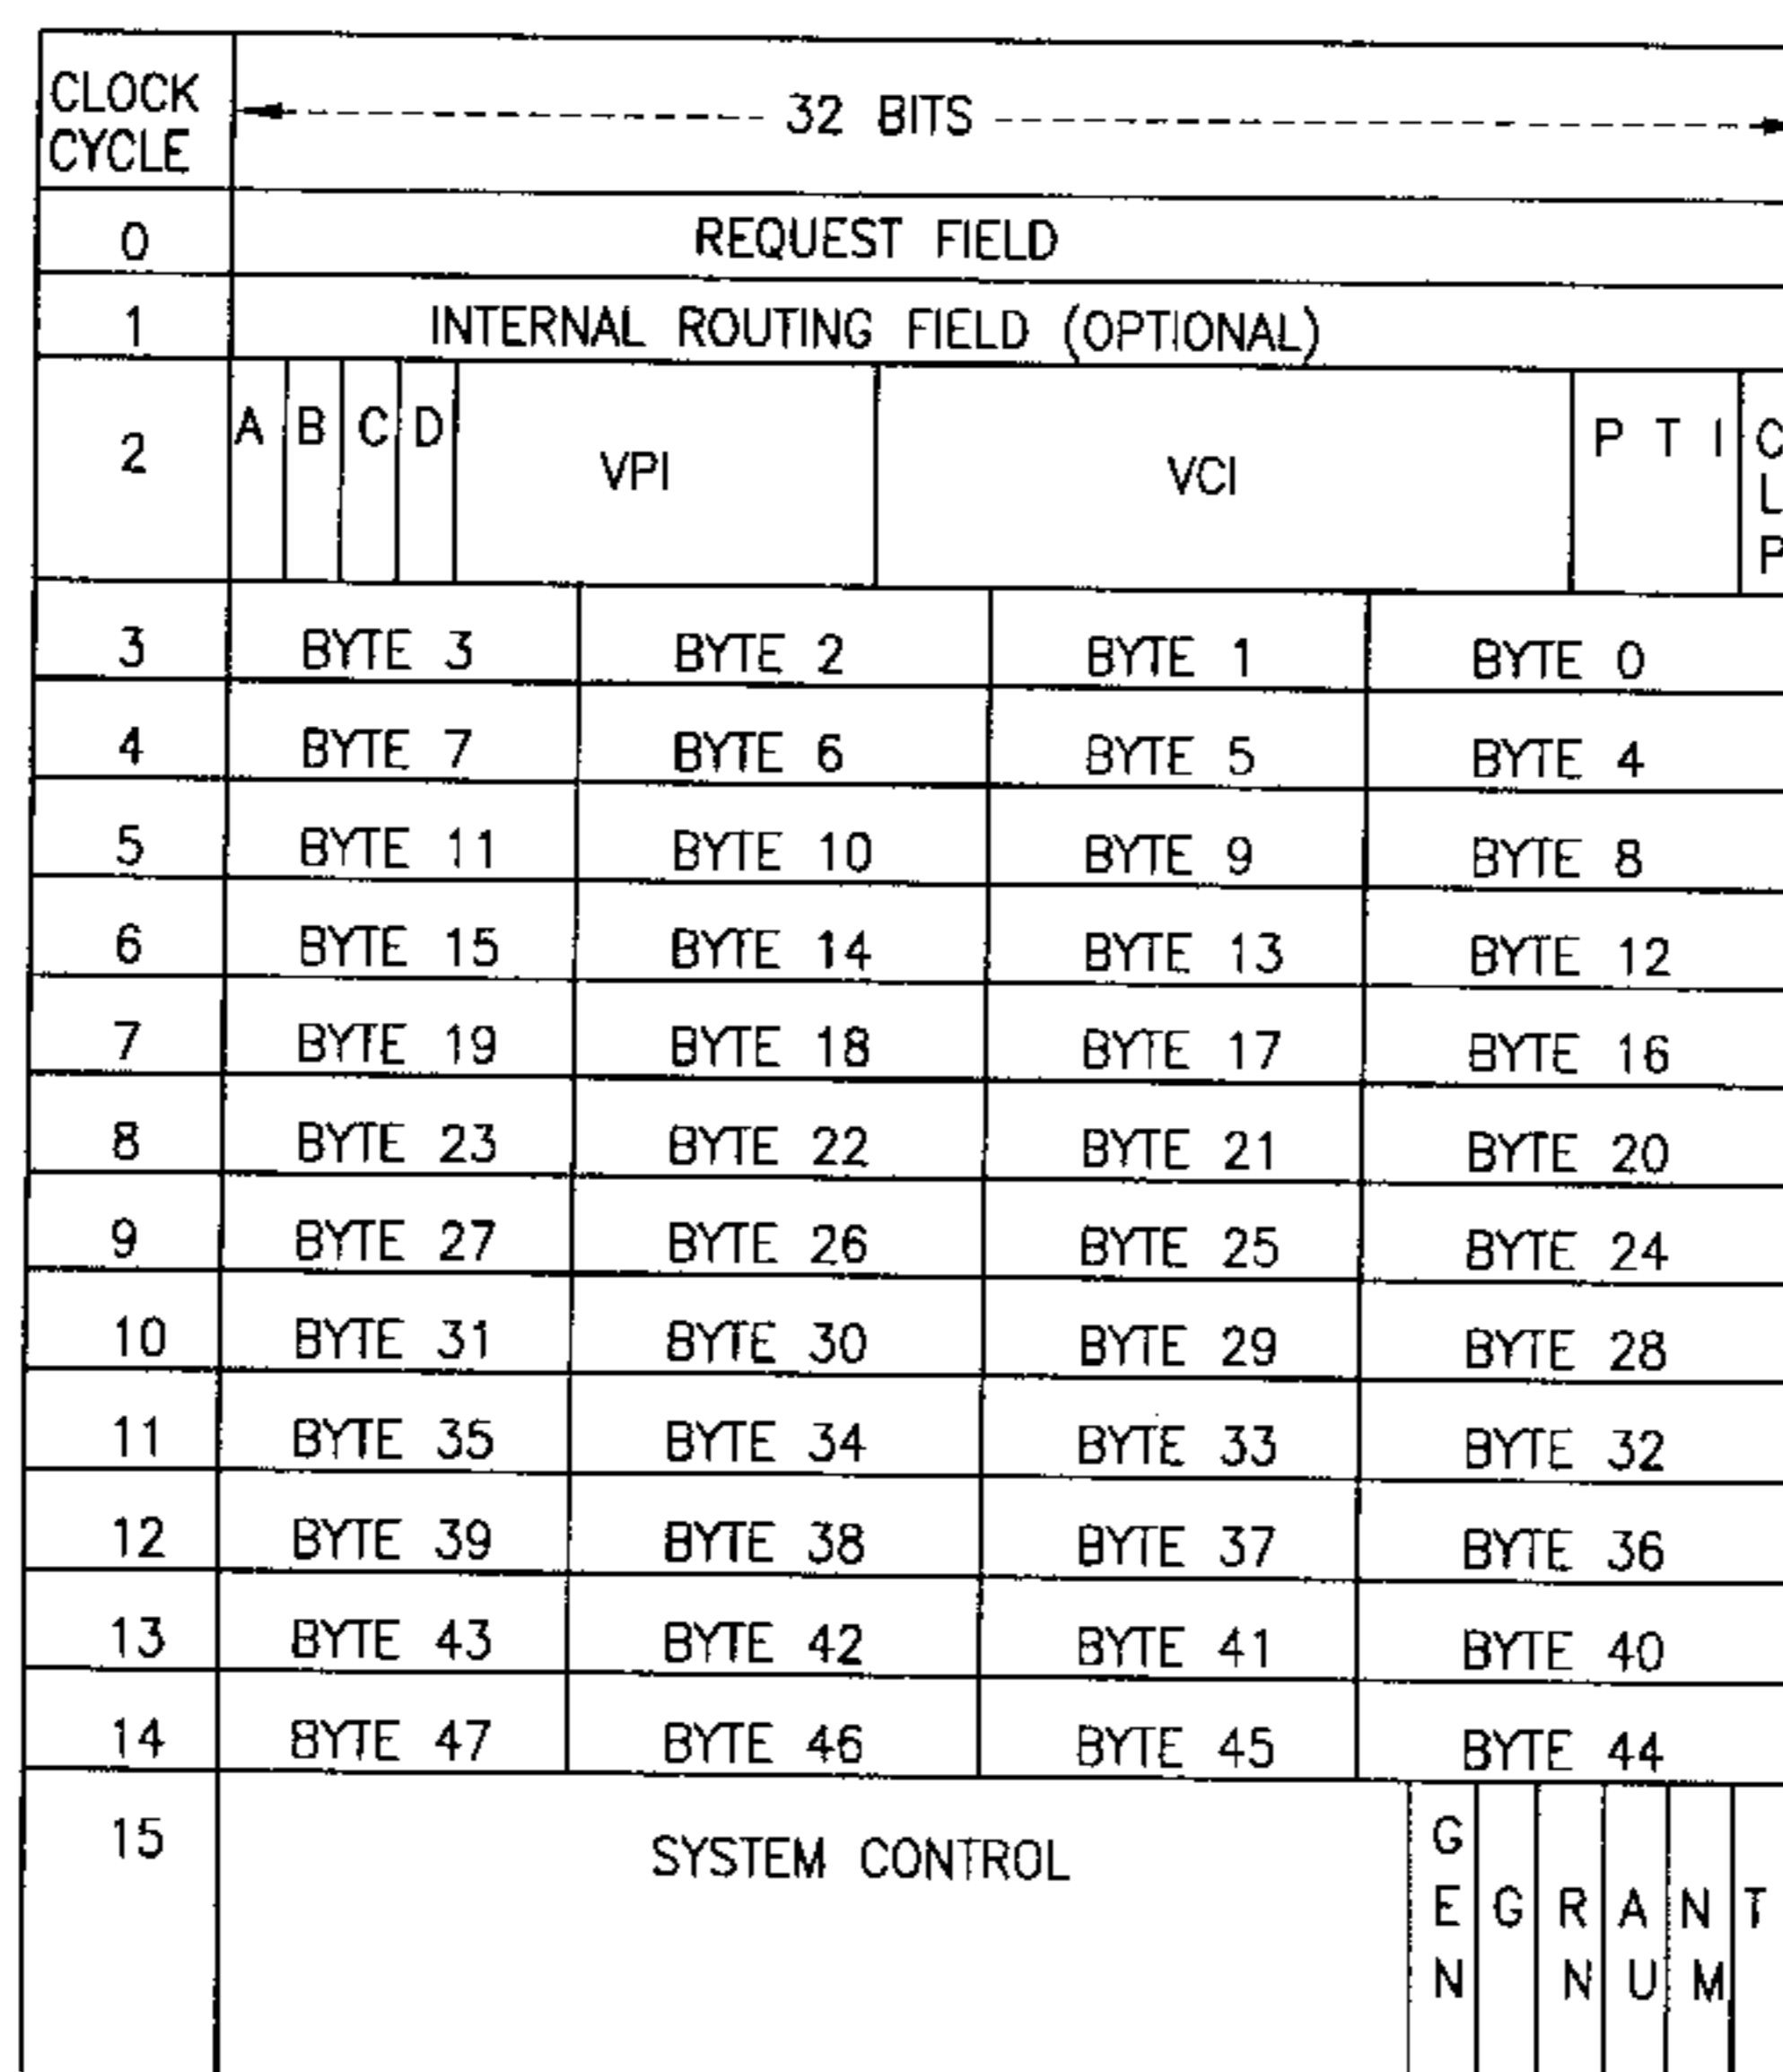 CLOCK CYCLE 32 BITS
0 REQUEST FIELD
1 INTERNAL ROUTING FIELD (OPTIONAL)
2 A B C D VPI VCI P T I C L P
3 BYTE 3 BYTE 2 BYTE 1 BYTE 0
4 BYTE 7 BYTE 6 BYTE 5 BYTE 4
5 BYTE 11 BYTE 10 BYTE 9 BYTE 8
6 BYTE 15 BYTE 14 BYTE 13 BYTE 12
7 BYTE 19 BYTE 18 BYTE 17 BYTE 16
8 BYTE 23 BYTE 22 BYTE 21 BYTE 20
9 BYTE 27 BYTE 26 BYTE 25 BYTE 24
10 BYTE 31 BYTE 30 BYTE 29 BYTE 28
11 BYTE 35 BYTE 34 BYTE 33 BYTE 32
12 BYTE 39 BYTE 38 BYTE 37 BYTE 36
13 BYTE 43 BYTE 42 BYTE 41 BYTE 40
14 BYTE 47 BYTE 46 BYTE 45 BYTE 44
15 SYSTEM CONTROL G
E G R A N T
N N U M